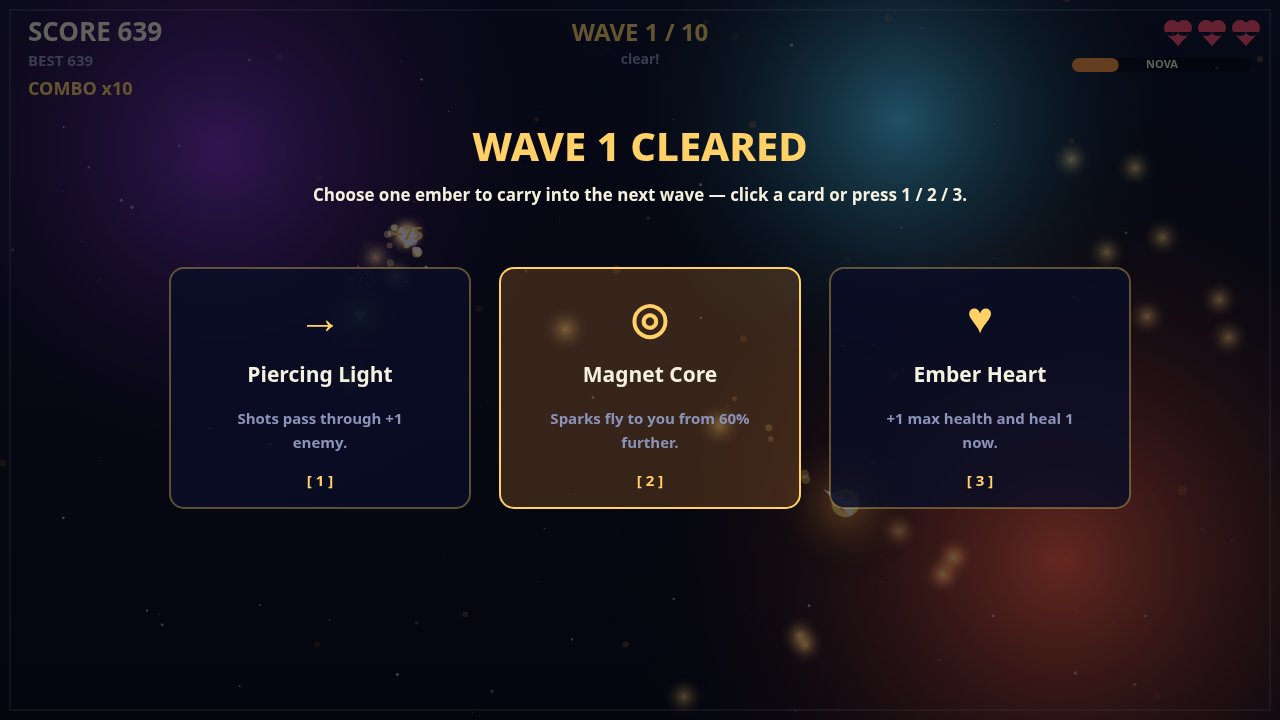 SCORE 639
WAVE 1 / 10
BEST 639
clear!
NOVA
COMBO x10
WAVE 1 CLEARED
Choose one ember to carry into the next wave — click a card or press 1 / 2 / 3.
→
Piercing Light
Shots pass through +1
enemy.
[ 1 ]
◎
Magnet Core
Sparks fly to you from 60%
further.
[ 2 ]
♥
Ember Heart
+1 max health and heal 1
now.
[ 3 ]